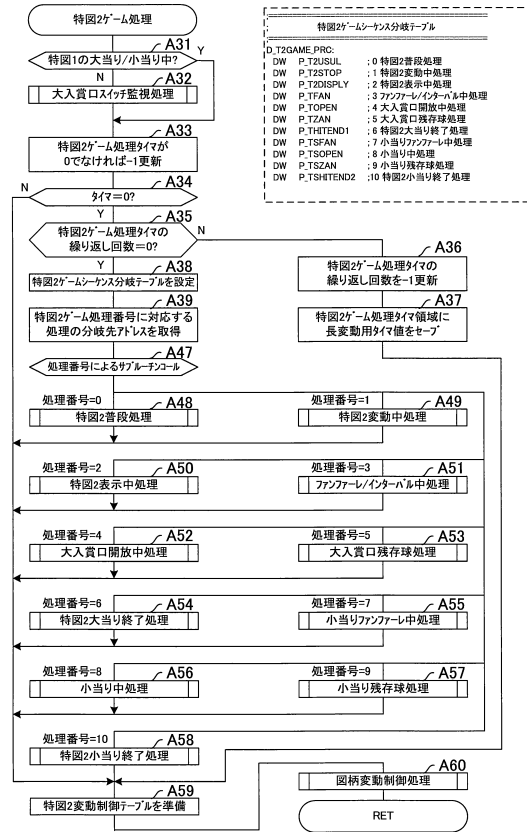 特図2ゲーム処理
A31
特図1の大当り/小当り中?
Y
N
A32
大入賞口スイッチ監視処理
A33
特図2ゲーム処理タイマが
0でなければ-1更新
A34
N
タイマ=0?
Y
A35
特図2ゲーム処理タイマの
繰り返し回数=0?
N
Y
A36
特図2ゲーム処理タイマの
繰り返し回数を-1更新
A37
特図2ゲーム処理タイマ領域に
長変動用タイマ値をセーブ
A38
特図2ゲームシーケンス分岐テーブルを設定
A39
特図2ゲーム処理番号に対応する
処理の分岐先アドレスを取得
A47
処理番号によるサブルーチンコール
処理番号=0
A48
特図2普段処理
処理番号=1
A49
特図2変動中処理
処理番号=2
A50
特図2表示中処理
処理番号=3
A51
ファンファーレ/インターバル中処理
処理番号=4
A52
大入賞口開放中処理
処理番号=5
A53
大入賞口残存球処理
処理番号=6
A54
特図2大当り終了処理
処理番号=7
A55
小当りファンファーレ中処理
処理番号=8
A56
小当り中処理
処理番号=9
A57
小当り残存球処理
処理番号=10
A58
特図2小当り終了処理
A59
特図2変動制御テーブルを準備
A60
図柄変動制御処理
RET
特図2ゲームシーケンス分岐テーブル
D_T2GAME_PRC:
DW P_T2USUL ; 0 特図2普段処理
DW P_T2STOP ; 1 特図2変動中処理
DW P_T2DISPLY ; 2 特図2表示中処理
DW P_TFAN ; 3 ファンファーレ/インターバル中処理
DW P_TOPEN ; 4 大入賞口開放中処理
DW P_TZAN ; 5 大入賞口残存球処理
DW P_THITEND1 ; 6 特図2大当り終了処理
DW P_TSFAN ; 7 小当りファンファーレ中処理
DW P_TSOPEN ; 8 小当り中処理
DW P_TSZAN ; 9 小当り残存球処理
DW P_TSHITEND2 ;10 特図2小当り終了処理